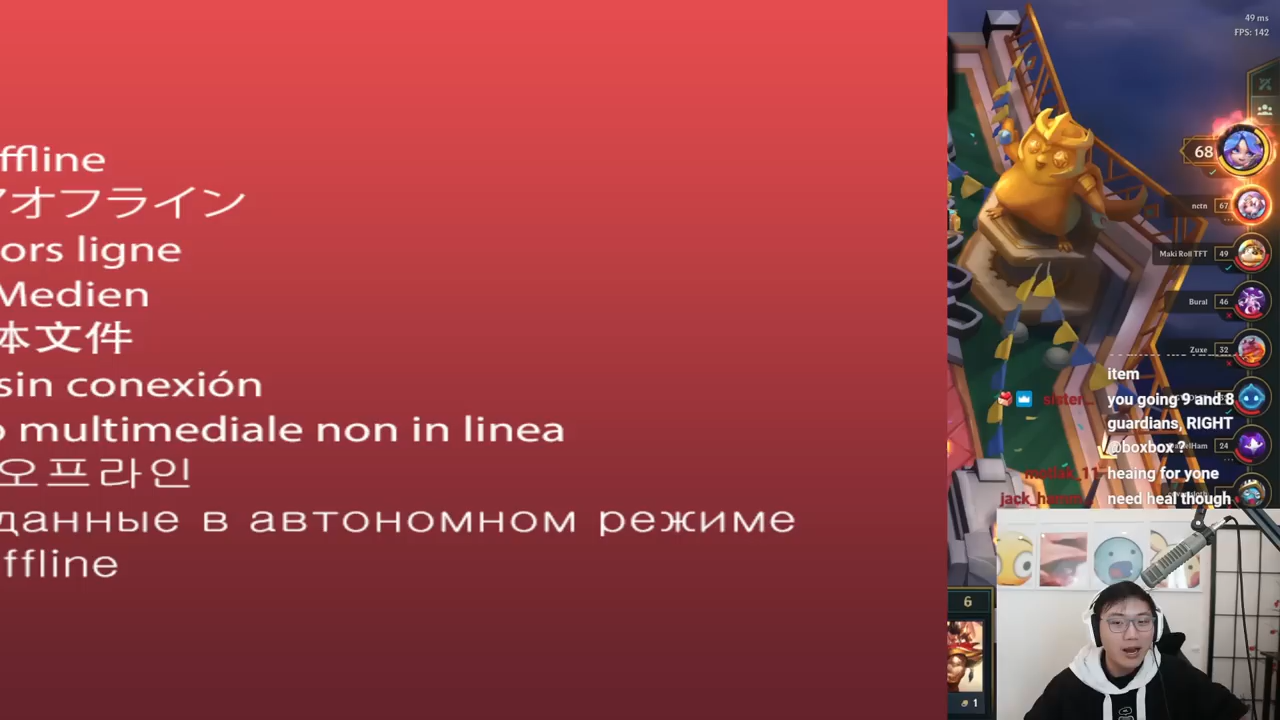 ffline
オフライン
ors ligne
Medien
体文件
sin conexión
o multimediale non in linea
오프라인
данные в автономном режиме
ffline
49 ms
FPS: 142
68
nctn 67
Maki Roll TFT 49
Bural 46
Zuxe 32
item
sister
you going 9 and 8
guardians, RIGHT
@boxbox ?
24
heaing for yone
need heal though
6
1